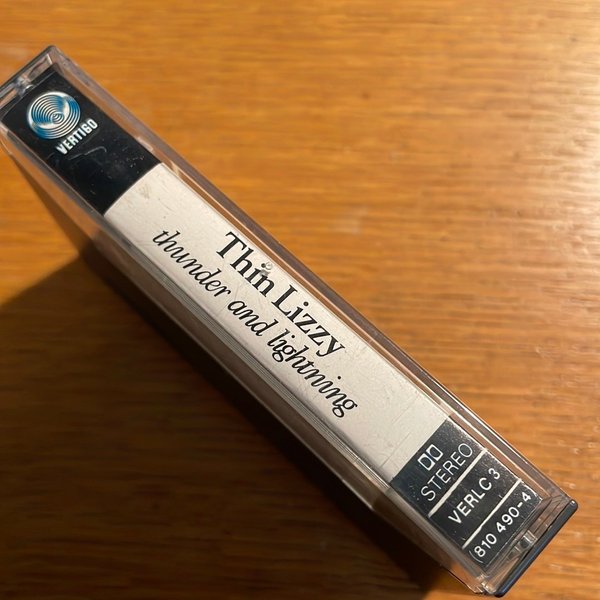 VERTIGO
Thin Lizzy
thunder and lightning
STEREO
VERL C 3
810 490-4